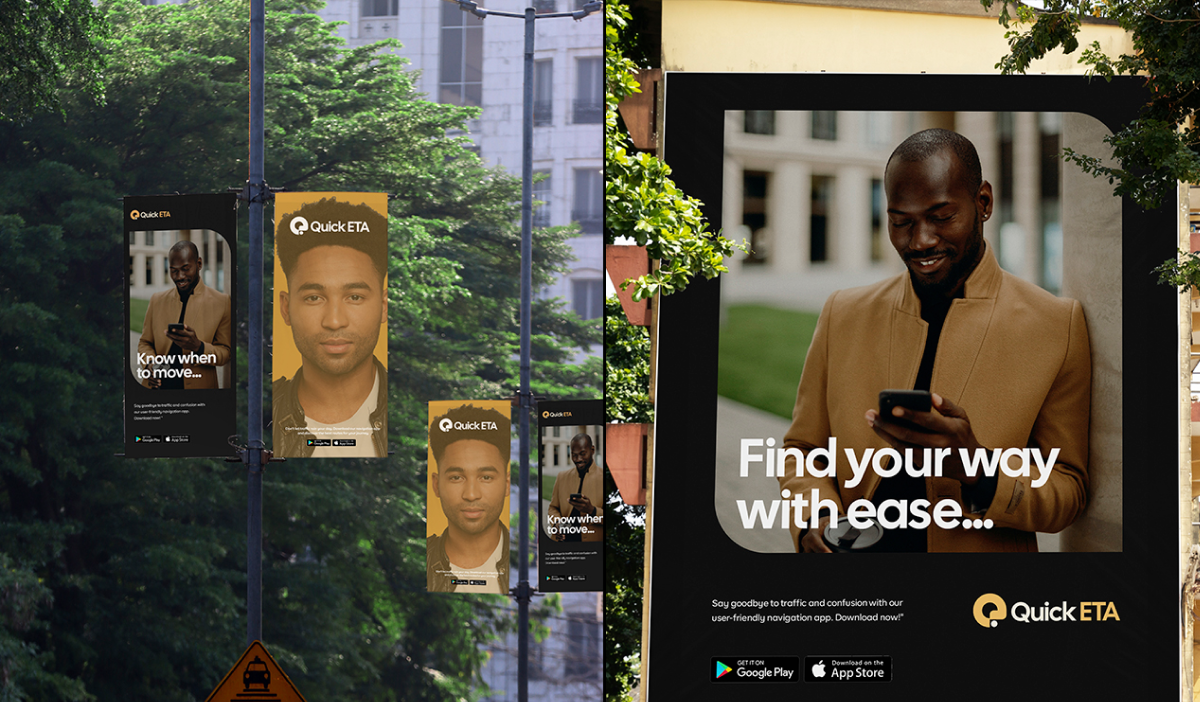 Quick ETA
Know when
to move...
Say goodbye to traffic and confusion with
our user-friendly navigation app.
Download now!"
Google Play
App Store
Quick ETA
Google Play
App Store
Quick ETA
Quick ETA
Know when
to move...
Find your way
with ease...
Say goodbye to traffic and confusion with our
user-friendly navigation app. Download now!"
Quick ETA
GET IT ON
Google Play
Download on the
App Store